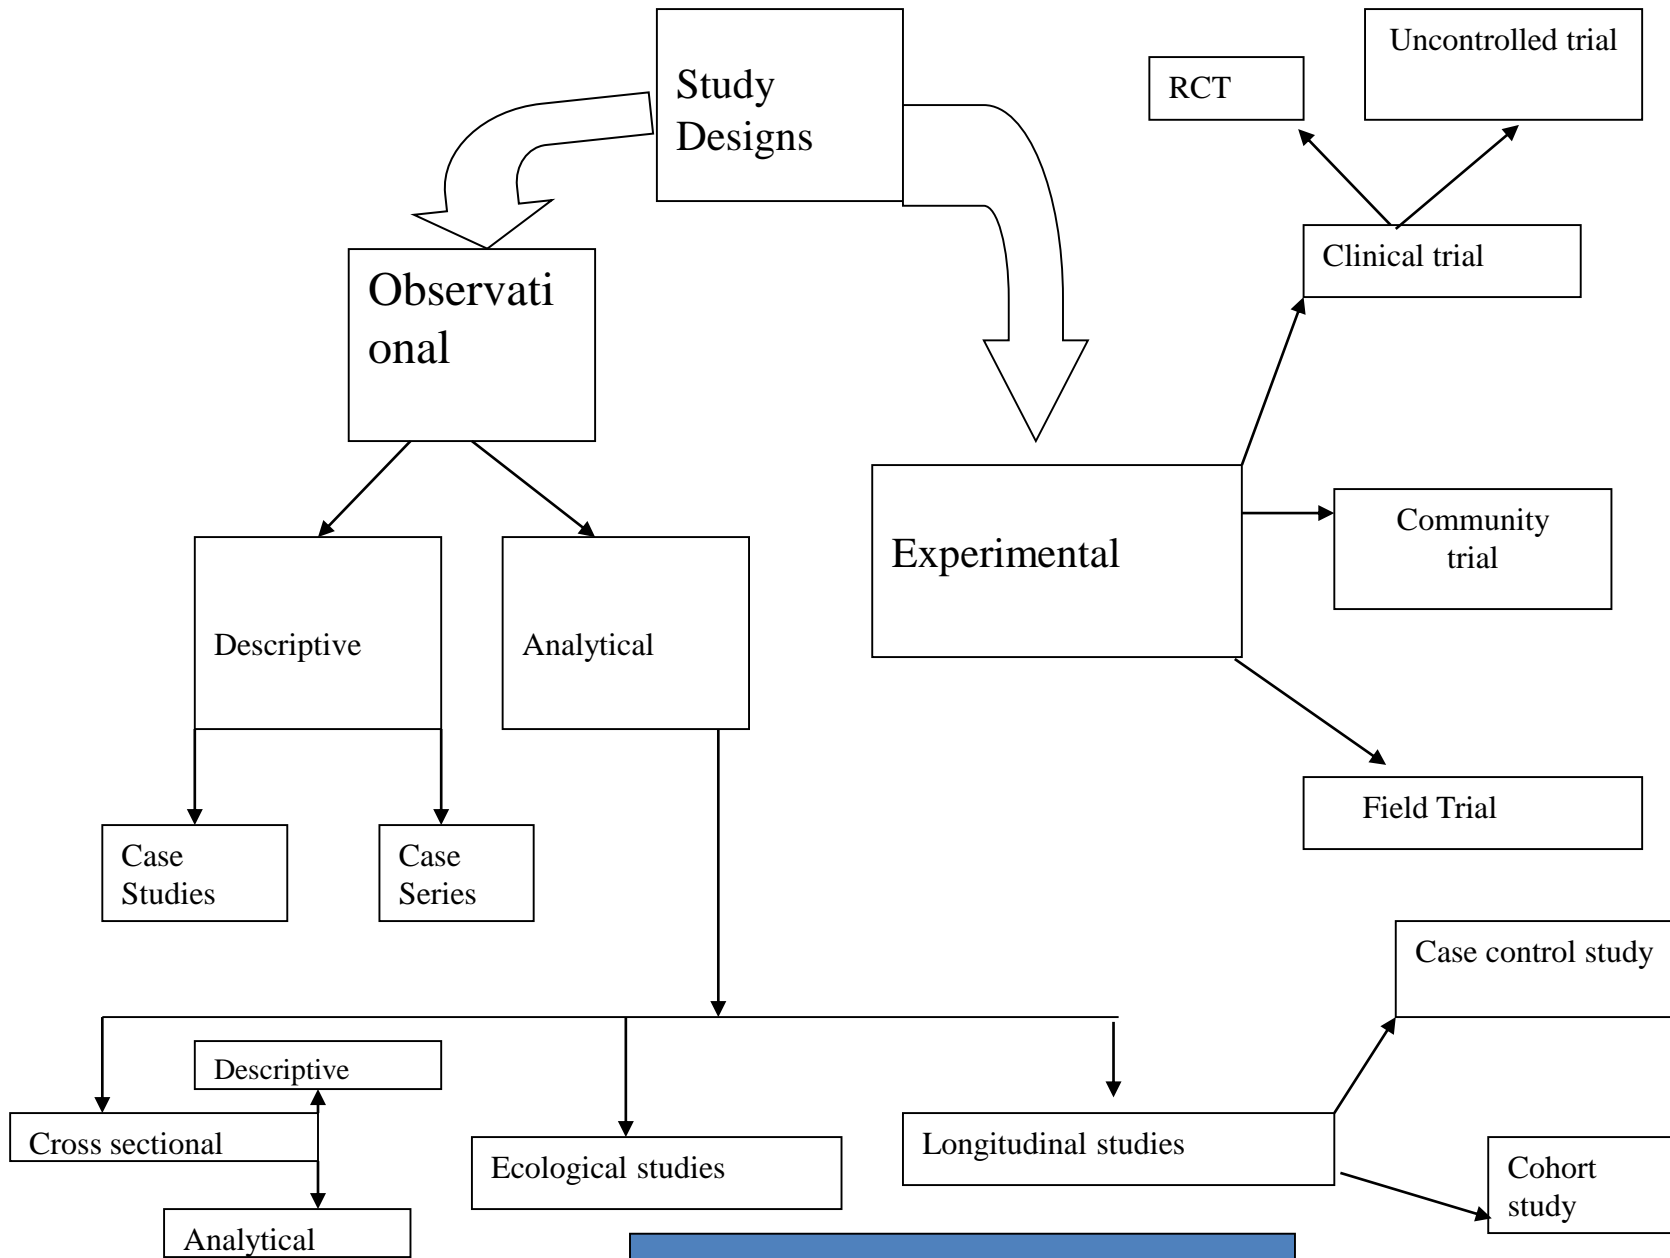 Study
Designs
Uncontrolled trial
RCT
Clinical trial
Observati
onal
Experimental
Community
trial
Descriptive
Analytical
Field Trial
Case
Studies
Case
Series
Case control study
Descriptive
Cross sectional
Analytical
Ecological studies
Longitudinal studies
Cohort
study